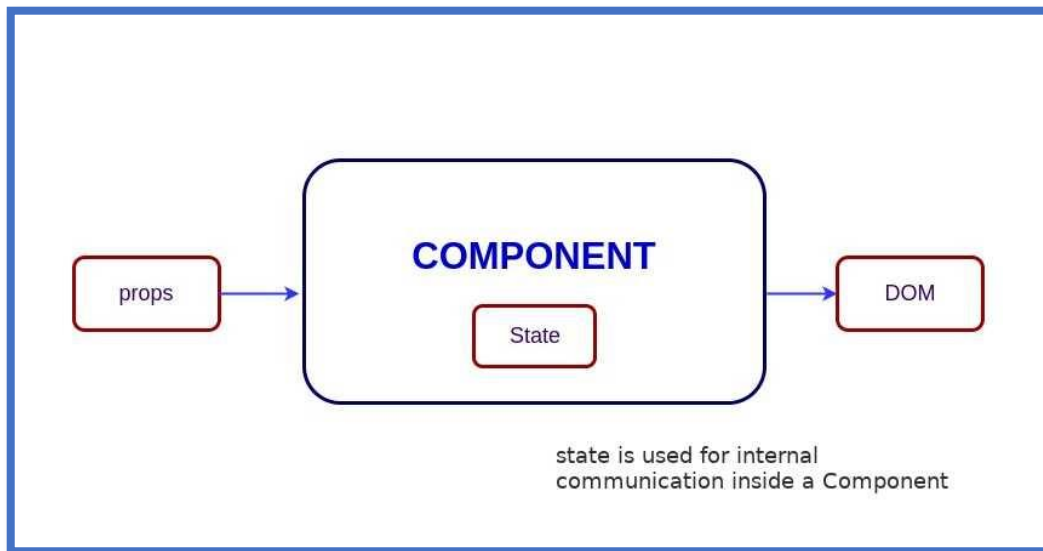 COMPONENT
props
State
DOM
state is used for internal
communication inside a Component